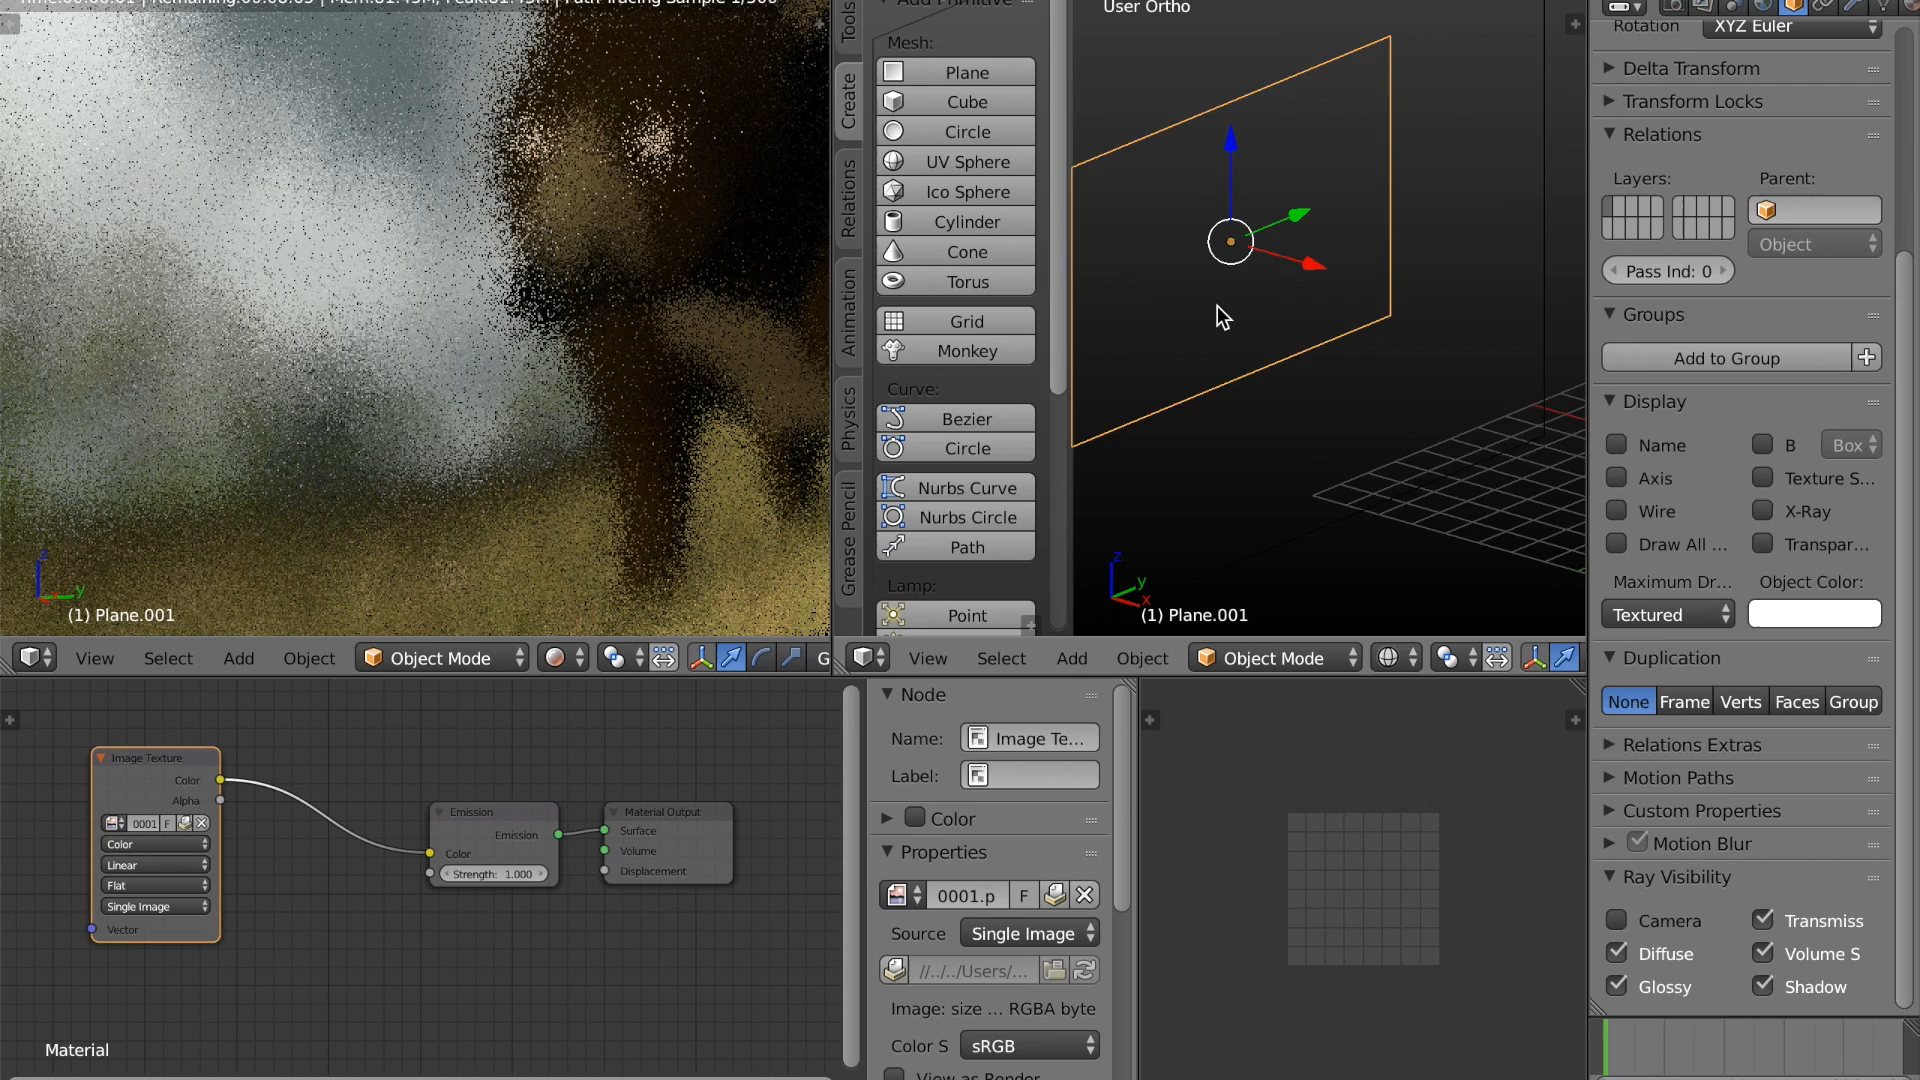 User Ortho
Tools
Create
Relations
Animation
Physics
Grease Pencil
Add Primitive
Mesh:
Plane
Cube
Circle
UV Sphere
Ico Sphere
Cylinder
Cone
Torus
Grid
Monkey
Curve:
Bezier
Circle
Nurbs Curve
Nurbs Circle
Path
Lamp:
Point
z
y
(1) Plane.001
z
y
x
(1) Plane.001
View Select Add Object Object Mode G
View Select Add Object Object Mode
Rotation XYZ Euler
Delta Transform
Transform Locks
Relations
Layers: Parent:
Object
Pass Ind: 0
Groups
Add to Group
Display
Name B Box
Axis Texture S...
Wire X-Ray
Draw All ... Transpar...
Maximum Dr... Object Color:
Textured
Duplication
None Frame Verts Faces Group
Relations Extras
Motion Paths
Custom Properties
Motion Blur
Ray Visibility
Camera Transmiss
Diffuse Volume S
Glossy Shadow
Image Texture
Color
Alpha
0001 F
Color
Linear
Flat
Single Image
Vector
Emission
Emission
Color
Strength: 1.000
Material Output
Surface
Volume
Displacement
Material
Node
Name: Image Te...
Label:
Color
Properties
0001.p F
Source Single Image
//../../Users/...
Image: size ... RGBA byte
Color S sRGB
View as Render